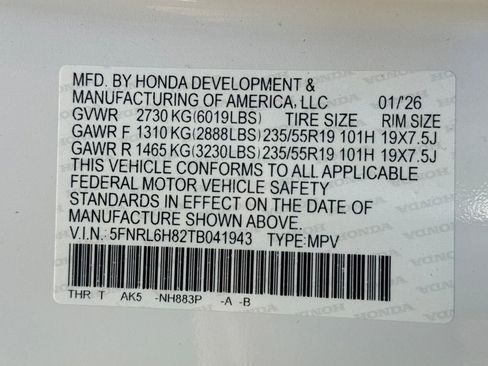 MFD. BY HONDA DEVELOPMENT &
MANUFACTURING OF AMERICA, LLC 01/'26
GVWR 2730 KG(6019LBS) TIRE SIZE RIM SIZE
GAWR F 1310 KG(2888LBS) 235/55R19 101H 19X7.5J
GAWR R 1465 KG(3230LBS) 235/55R19 101H 19X7.5J
THIS VEHICLE CONFORMS TO ALL APPLICABLE
FEDERAL MOTOR VEHICLE SAFETY
STANDARDS IN EFFECT ON THE DATE OF
MANUFACTURE SHOWN ABOVE.
V.I.N.: 5FNRL6H82TB041943 TYPE: MPV
THR T AK5 -NH883P -A -B